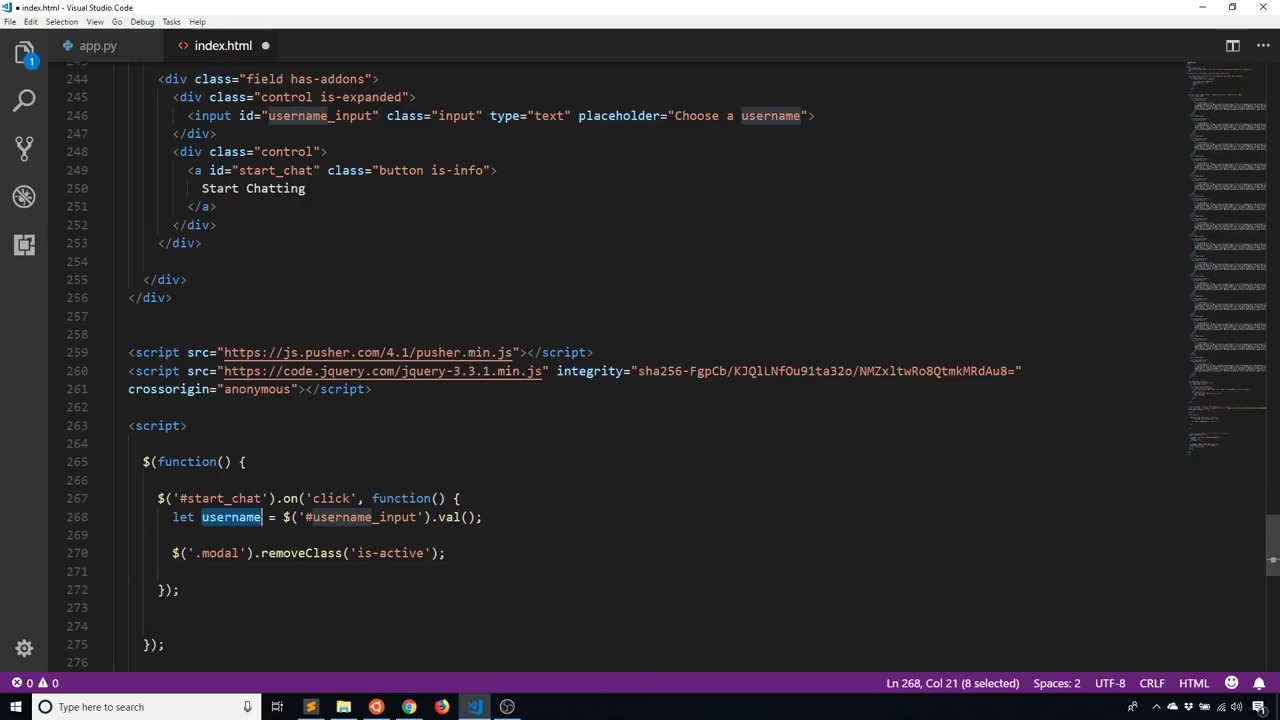 • index.html - Visual Studio Code
File Edit Selection View Go Debug Tasks Help
app.py index.html
1
244 <div class="field has-addons">
245 <div class="control is-expanded">
246 <input id="username_input" class="input" type="text" placeholder="Choose a username">
247 </div>
248 <div class="control">
249 <a id="start_chat" class="button is-info">
250 Start Chatting
251 </a>
252 </div>
253 </div>
254
255 </div>
256 </div>
257
258
259 <script src="https://js.pusher.com/4.1/pusher.min.js"></script>
260 <script src="https://code.jquery.com/jquery-3.3.1.min.js" integrity="sha256-FgpCb/KJQlLNfOu91ta32o/NMZxltwRo8QtmkMRdAu8="
261 crossorigin="anonymous"></script>
262
263 <script>
264
265 $(function() {
266
267 $('#start_chat').on('click', function() {
268 let username = $('#username_input').val();
269
270 $('.modal').removeClass('is-active');
271
272 });
273
274
275 });
276
0 0 Ln 268, Col 21 (8 selected) Spaces: 2 UTF-8 CRLF HTML
Type here to search